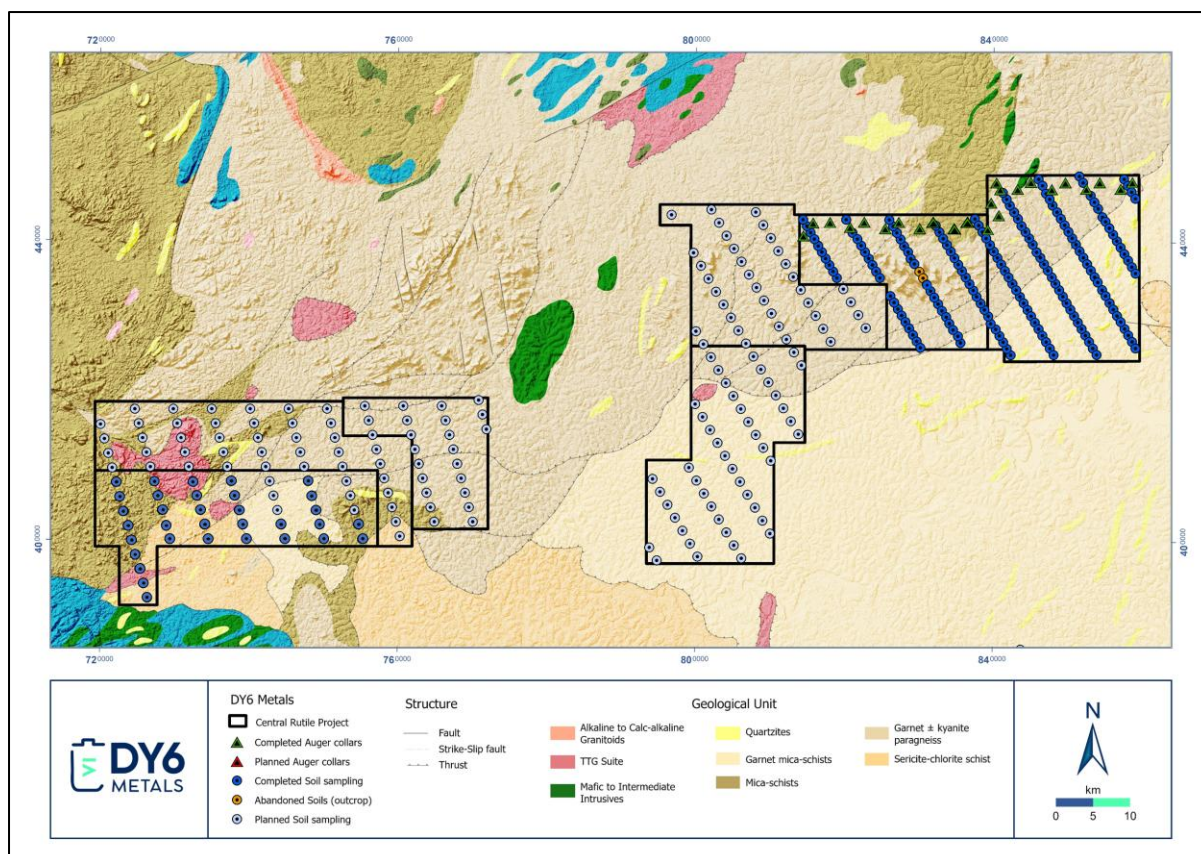 720000 760000 800000 840000
440000 440000
400000 400000
720000 760000 800000 840000
DY6
METALS
DY6 Metals
Central Rutile Project
Completed Auger collars
Planned Auger collars
Completed Soil sampling
Abandoned Soils (outcrop)
Planned Soil sampling
Structure
Fault
Strike-Slip fault
Thrust
Geological Unit
Alkaline to Calc-alkaline
Granitoids
TTG Suite
Mafic to Intermediate
Intrusives
Quartzites
Garnet mica-schists
Mica-schists
Garnet ± kyanite
paragneiss
Sericite-chlorite schist
N
km
0 5 10